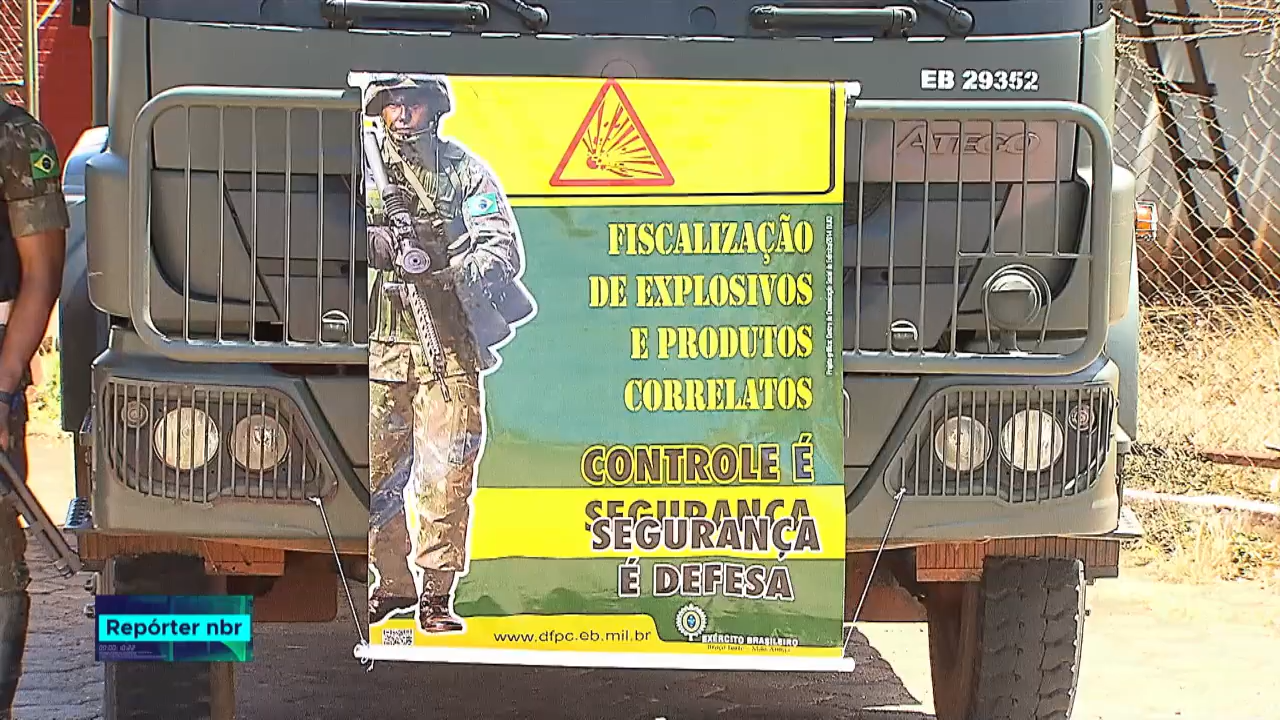 EB 29352
ATEGO
FISCALIZAÇÃO
DE EXPLOSIVOS
E PRODUTOS
CORRELATOS
CONTROLE É
SEGURANÇA
SEGURANÇA
É DEFESA
www.dfpc.eb.mil.br
EXÉRCITO BRASILEIRO
Repórter nbr